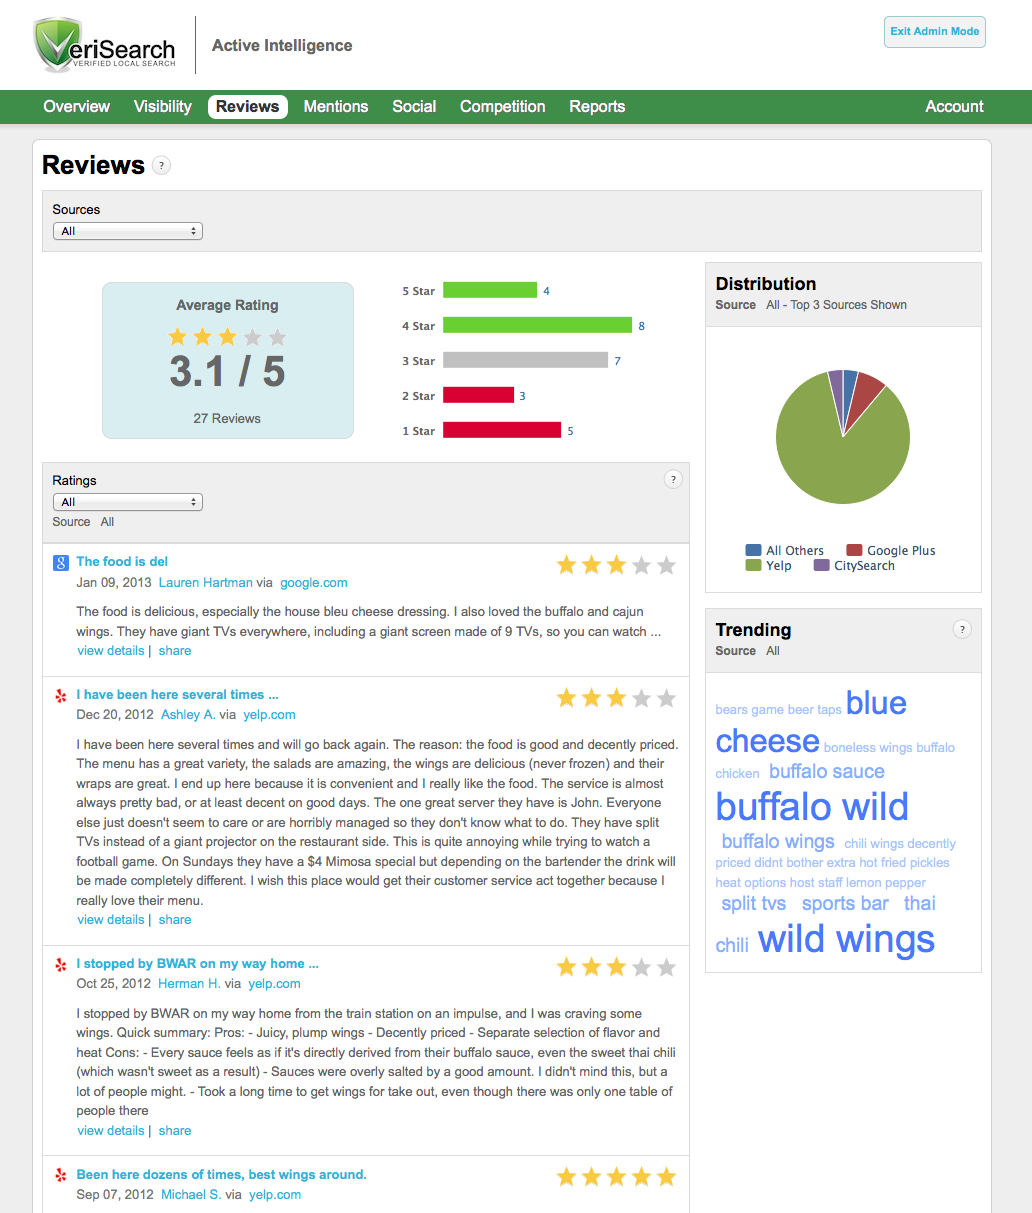 VeriSearch
VERIFIED LOCAL SEARCH
Active Intelligence
Exit Admin Mode
Overview Visibility Reviews Mentions Social Competition Reports Account
Reviews ?
Sources
All
Average Rating
3.1 / 5
27 Reviews
5 Star 4
4 Star 8
3 Star 7
2 Star 3
1 Star 5
Distribution
Source All - Top 3 Sources Shown
All Others Google Plus
Yelp CitySearch
Ratings ?
All
Source All
8 The food is del
Jan 09, 2013 Lauren Hartman via google.com
The food is delicious, especially the house bleu cheese dressing. I also loved the buffalo and cajun
wings. They have giant TVs everywhere, including a giant screen made of 9 TVs, so you can watch ...
view details | share
I have been here several times ...
Dec 20, 2012 Ashley A. via yelp.com
I have been here several times and will go back again. The reason: the food is good and decently priced.
The menu has a great variety, the salads are amazing, the wings are delicious (never frozen) and their
wraps are great. I end up here because it is convenient and I really like the food. The service is almost
always pretty bad, or at least decent on good days. The one great server they have is John. Everyone
else just doesn't seem to care or are horribly managed so they don't know what to do. They have split
TVs instead of a giant projector on the restaurant side. This is quite annoying while trying to watch a
football game. On Sundays they have a $4 Mimosa special but depending on the bartender the drink will
be made completely different. I wish this place would get their customer service act together because I
really love their menu.
view details | share
I stopped by BWAR on my way home ...
Oct 25, 2012 Herman H. via yelp.com
I stopped by BWAR on my way home from the train station on an impulse, and I was craving some
wings. Quick summary: Pros: - Juicy, plump wings - Decently priced - Separate selection of flavor and
heat Cons: - Every sauce feels as if it's directly derived from their buffalo sauce, even the sweet thai chili
(which wasn't sweet as a result) - Sauces were overly salted by a good amount. I didn't mind this, but a
lot of people might. - Took a long time to get wings for take out, even though there was only one table of
people there
view details | share
Been here dozens of times, best wings around.
Sep 07, 2012 Michael S. via yelp.com
Trending ?
Source All
bears game beer taps blue
cheese boneless wings buffalo
chicken buffalo sauce
buffalo wild
buffalo wings chili wings decently
priced didnt bother extra hot fried pickles
heat options host staff lemon pepper
split tvs sports bar thai
chili wild wings